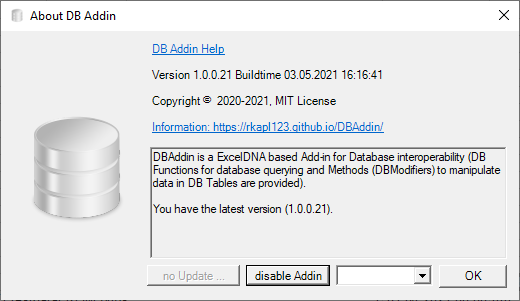 About DB Addin
DB Addin Help
Version 1.0.0.21 Buildtime 03.05.2021 16:16:41
Copyright © 2020-2021, MIT License
Information: https://rkapl123.github.io/DBAddin/
DBAddin is a ExcelDNA based Add-in for Database interoperability (DB
Functions for database querying and Methods (DBModifiers) to manipulate
data in DB Tables are provided).
You have the latest version (1.0.0.21).
no Update ...
disable Addin
OK